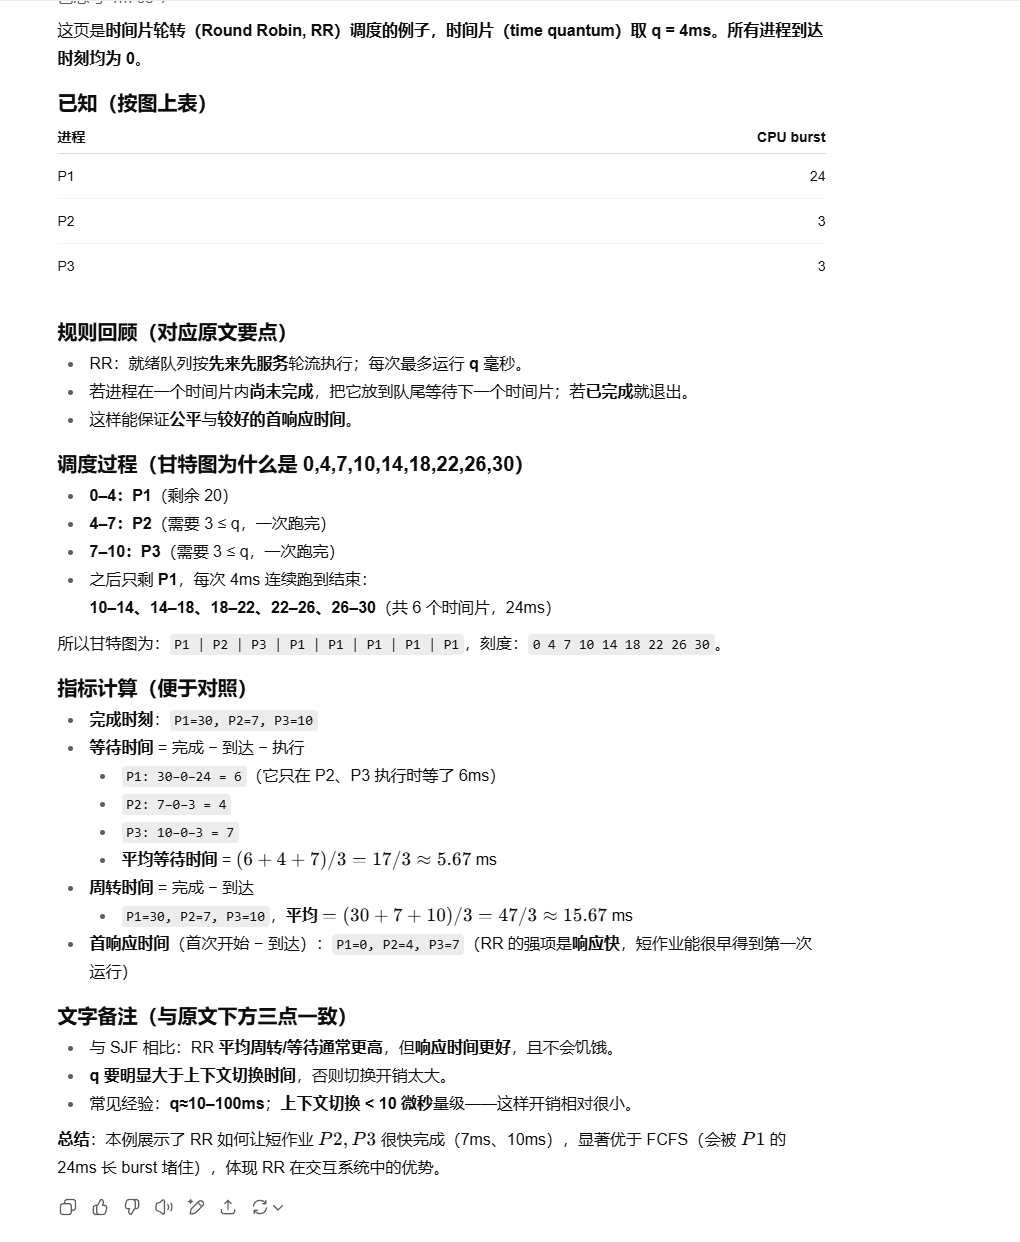 这页是时间片轮转（Round Robin, RR）调度的例子，时间片（time quantum）取 q = 4ms。所有进程到达
时刻均为 0。
已知（按图上表）
进程 CPU burst
P1 24
P2 3
P3 3
规则回顾（对应原文要点）
• RR：就绪队列按先来先服务轮流执行；每次最多运行 q 毫秒。
• 若进程在一个时间片内尚未完成，把它放到队尾等待下一个时间片；若已完成就退出。
• 这样能保证公平与较好的首响应时间。
调度过程（甘特图为什么是 0,4,7,10,14,18,22,26,30）
• 0–4：P1（剩余 20）
• 4–7：P2（需要 3 ≤ q，一次跑完）
• 7–10：P3（需要 3 ≤ q，一次跑完）
• 之后只剩 P1，每次 4ms 连续跑到结束：
10–14、14–18、18–22、22–26、26–30（共 6 个时间片，24ms）
所以甘特图为：P1 | P2 | P3 | P1 | P1 | P1 | P1 | P1，刻度：0 4 7 10 14 18 22 26 30。
指标计算（便于对照）
• 完成时刻：P1=30, P2=7, P3=10
• 等待时间 = 完成 − 到达 − 执行
• P1: 30−0−24 = 6（它只在 P2、P3 执行时等了 6ms）
• P2: 7−0−3 = 4
• P3: 10−0−3 = 7
• 平均等待时间 = (6 + 4 + 7)/3 = 17/3 ≈ 5.67 ms
• 周转时间 = 完成 − 到达
• P1=30, P2=7, P3=10，平均 = (30 + 7 + 10)/3 = 47/3 ≈ 15.67 ms
• 首响应时间（首次开始 − 到达）：P1=0, P2=4, P3=7（RR 的强项是响应快，短作业能很早得到第一次
运行）
文字备注（与原文下方三点一致）
• 与 SJF 相比：RR 平均周转/等待通常更高，但响应时间更好，且不会饥饿。
• q 要明显大于上下文切换时间，否则切换开销太大。
• 常见经验：q≈10–100ms；上下文切换 < 10 微秒量级——这样开销相对很小。
总结：本例展示了 RR 如何让短作业 P2, P3 很快完成（7ms、10ms），显著优于 FCFS（会被 P1 的
24ms 长 burst 堵住），体现 RR 在交互系统中的优势。